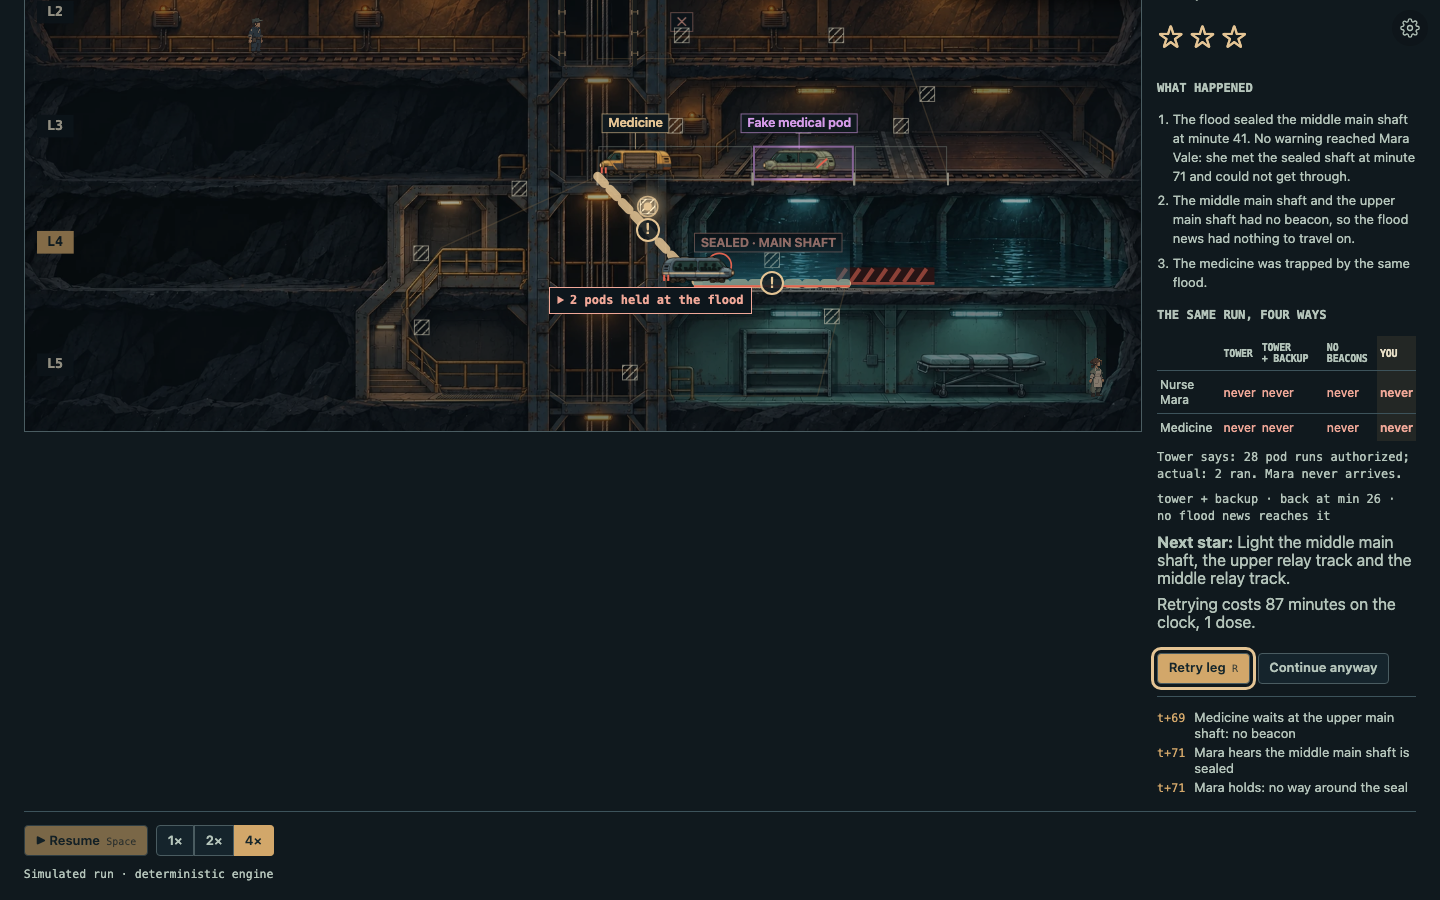 L2
L3
Medicine
Fake medical pod
L4
!
SEALED · MAIN SHAFT
!
▶ 2 pods held at the flood
L5
WHAT HAPPENED
1. The flood sealed the middle main shaft
at minute 41. No warning reached Mara
Vale: she met the sealed shaft at minute
71 and could not get through.
2. The middle main shaft and the upper
main shaft had no beacon, so the flood
news had nothing to travel on.
3. The medicine was trapped by the same
flood.
THE SAME RUN, FOUR WAYS
TOWER TOWER + BACKUP NO BEACONS YOU
Nurse Mara never never never never
Medicine never never never never
Tower says: 28 pod runs authorized;
actual: 2 ran. Mara never arrives.
tower + backup · back at min 26 ·
no flood news reaches it
Next star: Light the middle main
shaft, the upper relay track and the
middle relay track.
Retrying costs 87 minutes on the
clock, 1 dose.
Retry leg R Continue anyway
t+69 Medicine waits at the upper main
shaft: no beacon
t+71 Mara hears the middle main shaft is
sealed
t+71 Mara holds: no way around the seal
▶ Resume Space 1× 2× 4×
Simulated run · deterministic engine